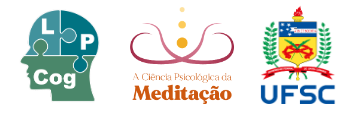 L
P
Cog
A Ciência Psicológica da
Meditação
UFSC